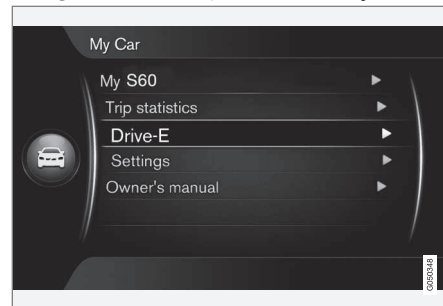 My Car
My S60
Trip statistics
Drive-E
Settings
Owner's manual
G050348